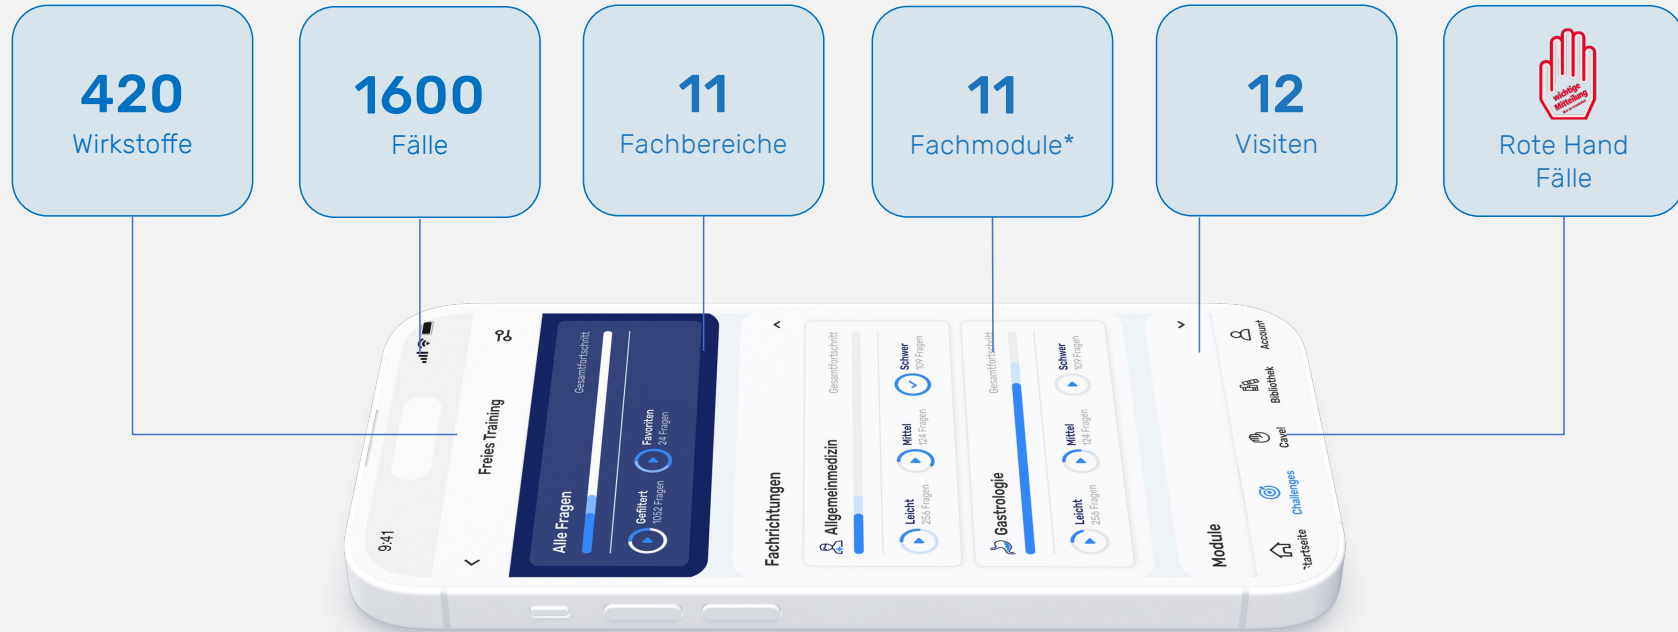 420
Wirkstoffe
1600
Fälle
11
Fachbereiche
11
Fachmodule*
12
Visiten
wichtige
Mitteilung
Rote Hand
Fälle
9:41
Freies Training
Alle Fragen
Gesamtfortschritt
Gefiltert
1052 Fragen
Favoriten
24 Fragen
Fachrichtungen
Allgemeinmedizin
Gesamtfortschritt
Leicht
256 Fragen
Mittel
124 Fragen
Schwer
109 Fragen
Gastrologie
Gesamtfortschritt
Leicht
256 Fragen
Mittel
124 Fragen
Schwer
109 Fragen
Module
Startseite
Challenges
Cave!
Bibliothek
Account